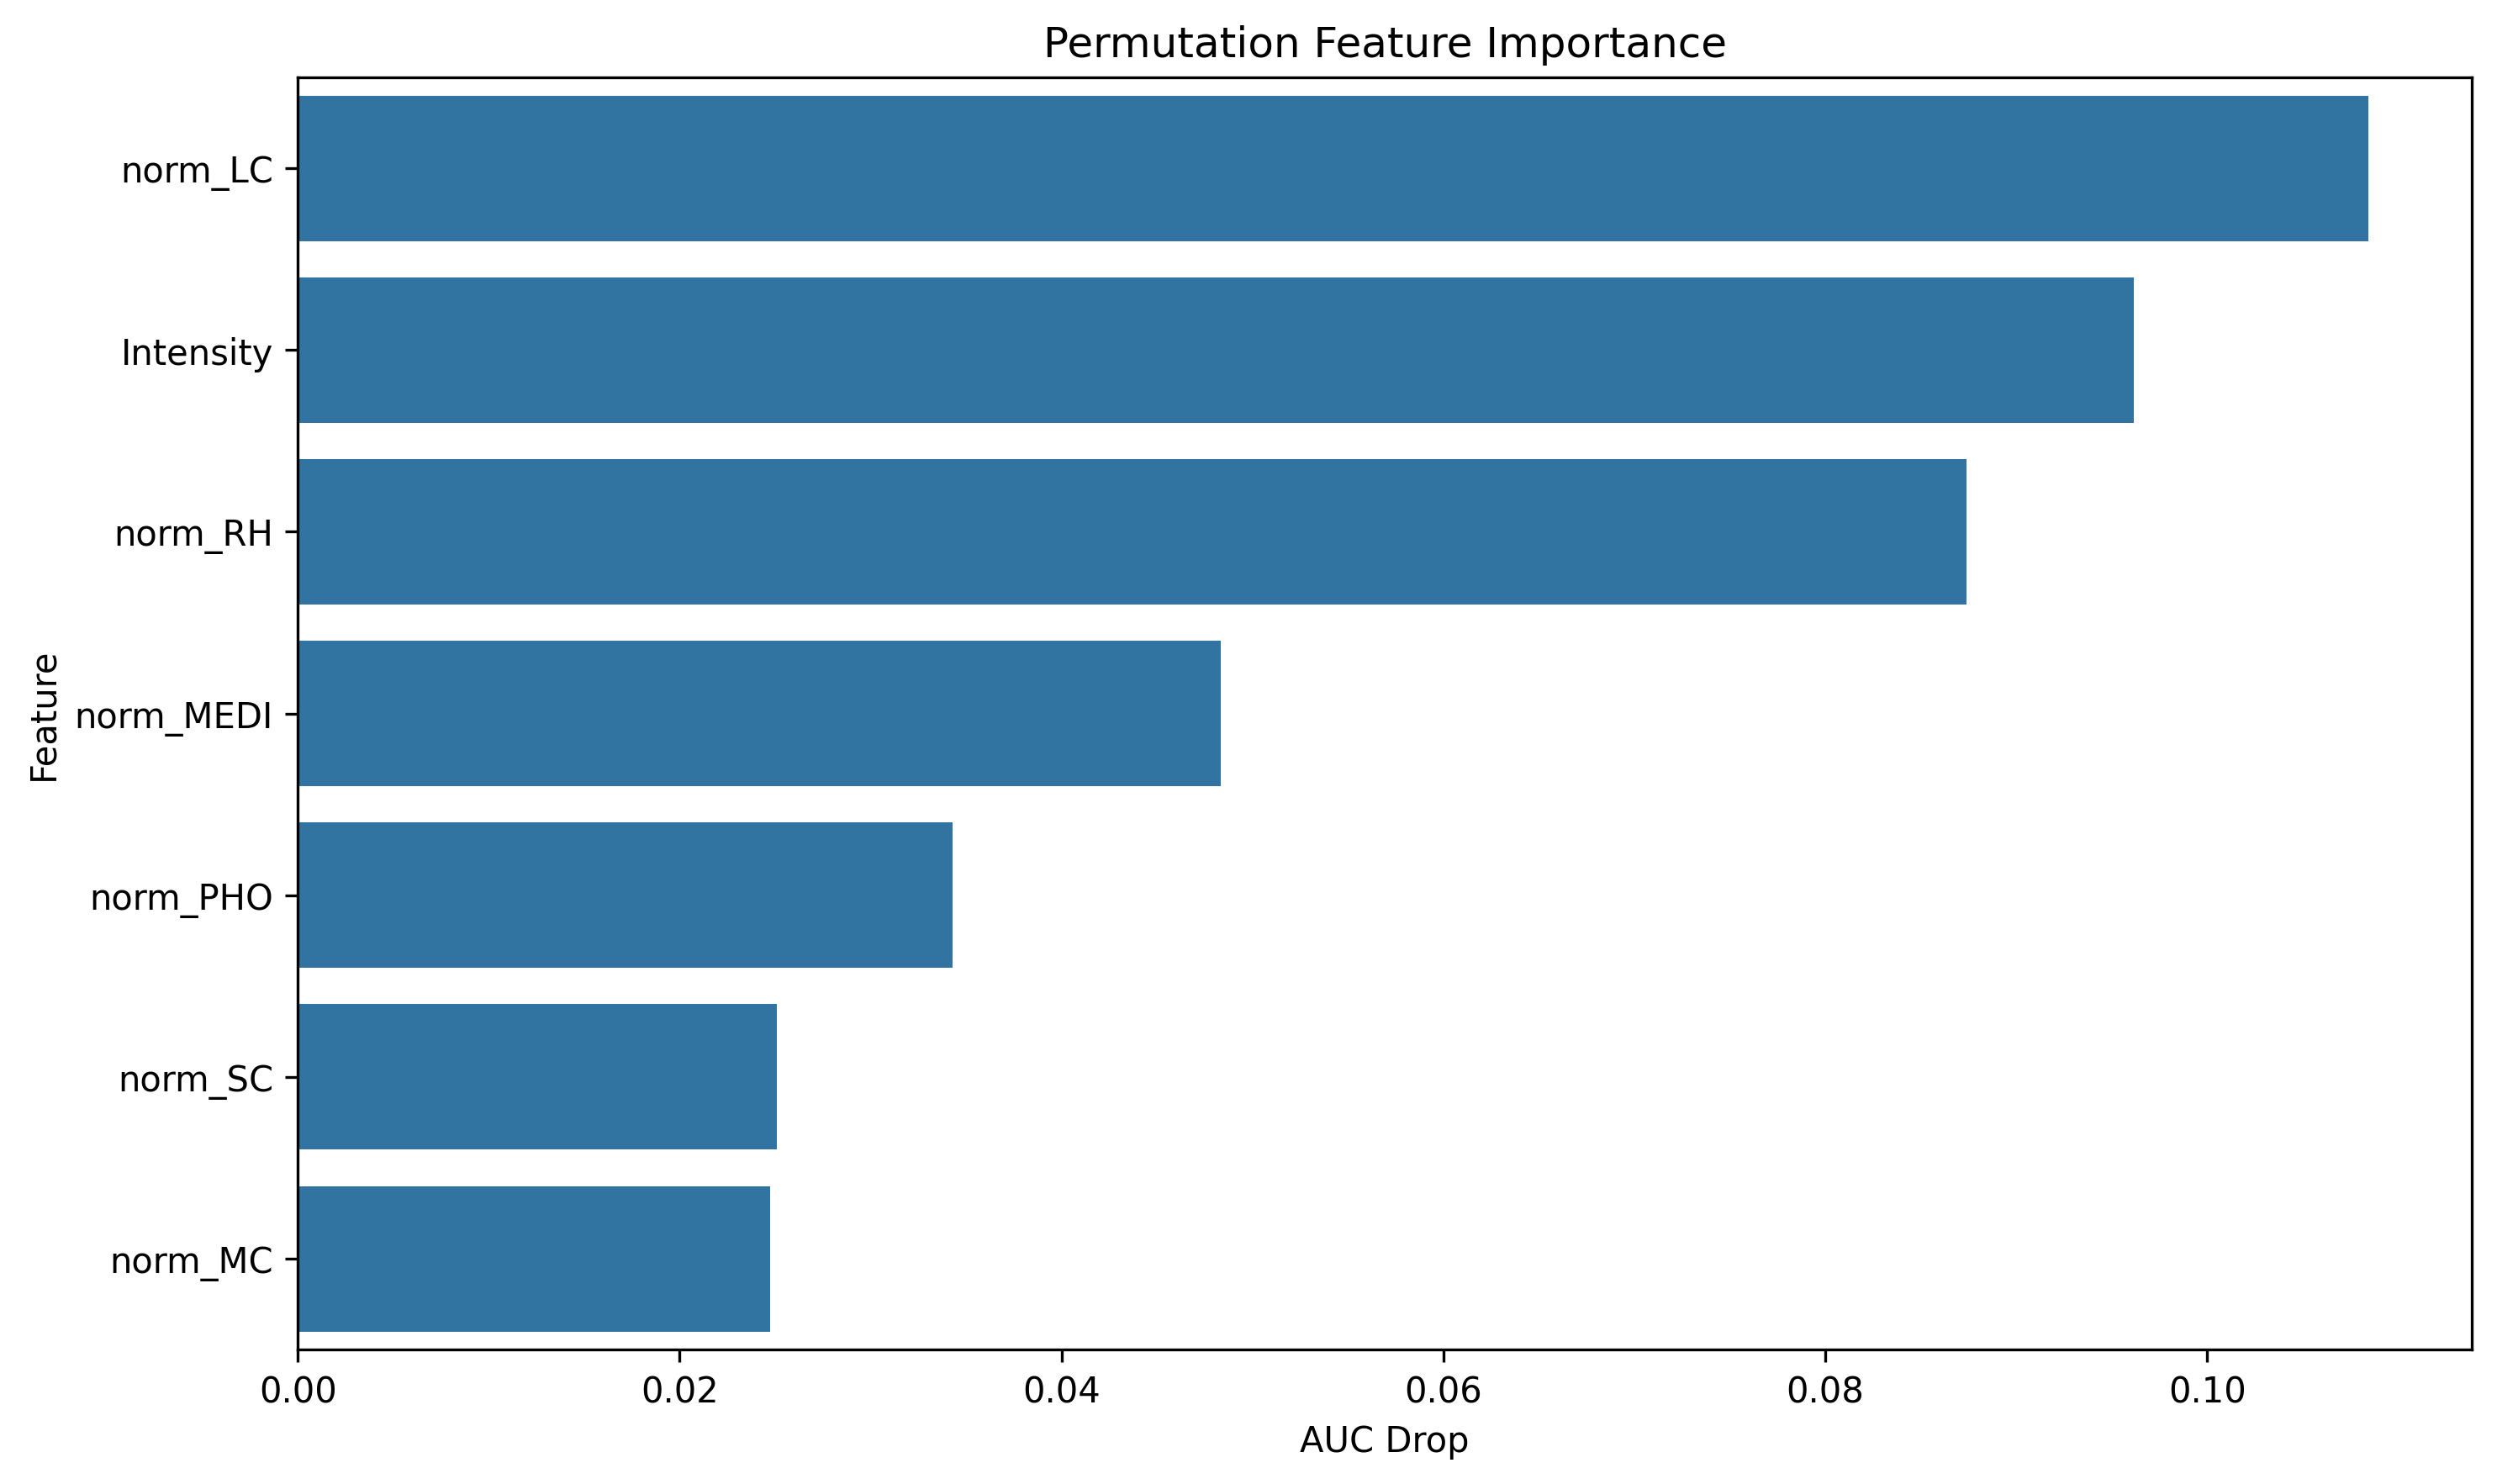 Permutation Feature Importance
Feature
norm_LC
Intensity
norm_RH
norm_MEDI
norm_PHO
norm_SC
norm_MC
0.00 0.02 0.04 0.06 0.08 0.10
AUC Drop